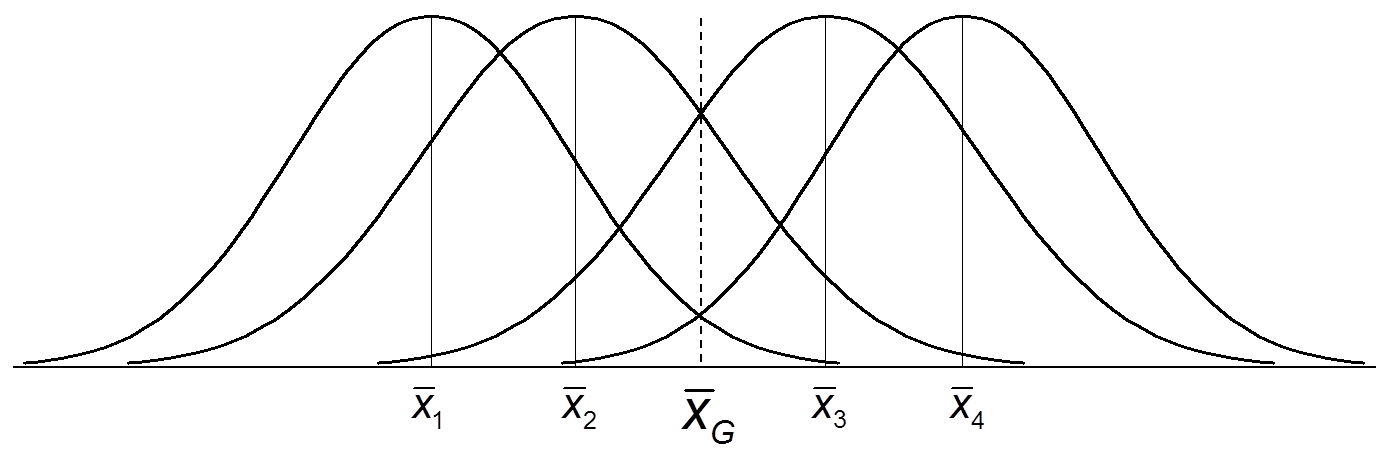 x̅₁ x̅₂ x̅G x̅₃ x̅₄